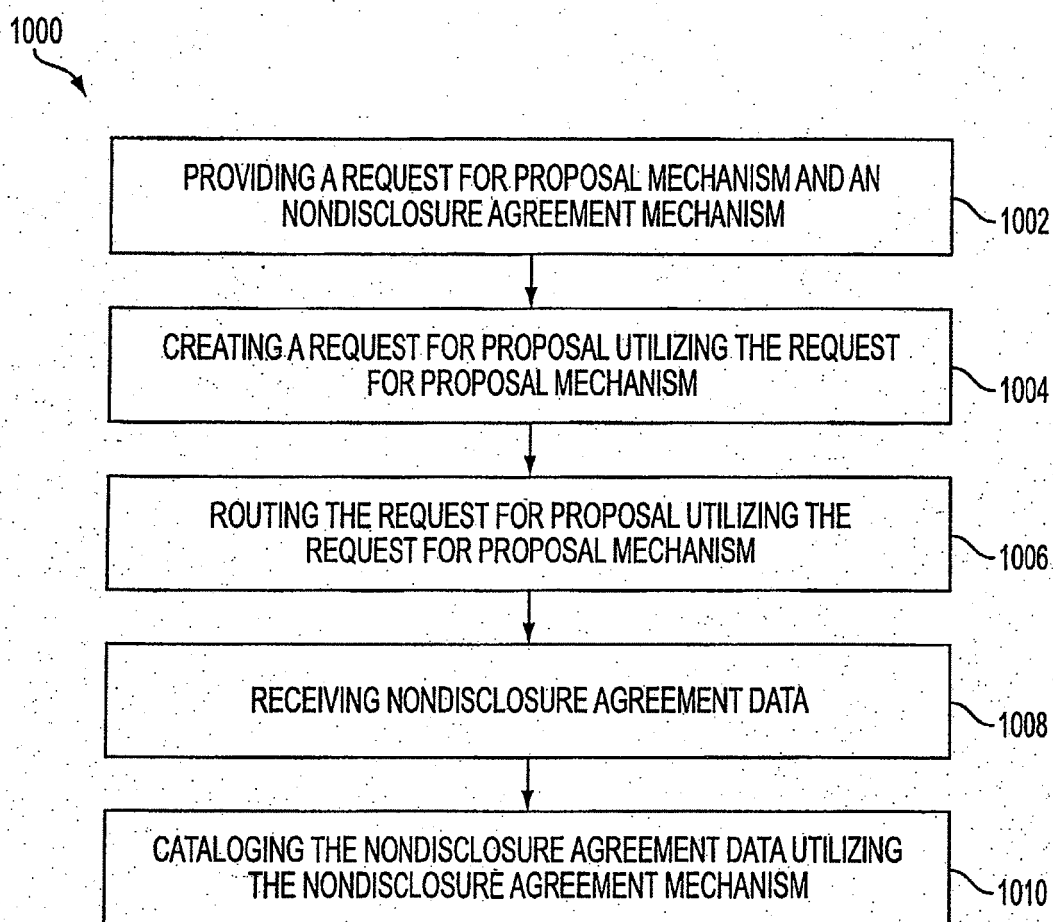 1000
PROVIDING A REQUEST FOR PROPOSAL MECHANISM AND AN
NONDISCLOSURE AGREEMENT MECHANISM
1002
CREATING A REQUEST FOR PROPOSAL UTILIZING THE REQUEST
FOR PROPOSAL MECHANISM
1004
ROUTING THE REQUEST FOR PROPOSAL UTILIZING THE
REQUEST FOR PROPOSAL MECHANISM
1006
RECEIVING NONDISCLOSURE AGREEMENT DATA
1008
CATALOGING THE NONDISCLOSURE AGREEMENT DATA UTILIZING
THE NONDISCLOSURE AGREEMENT MECHANISM
1010